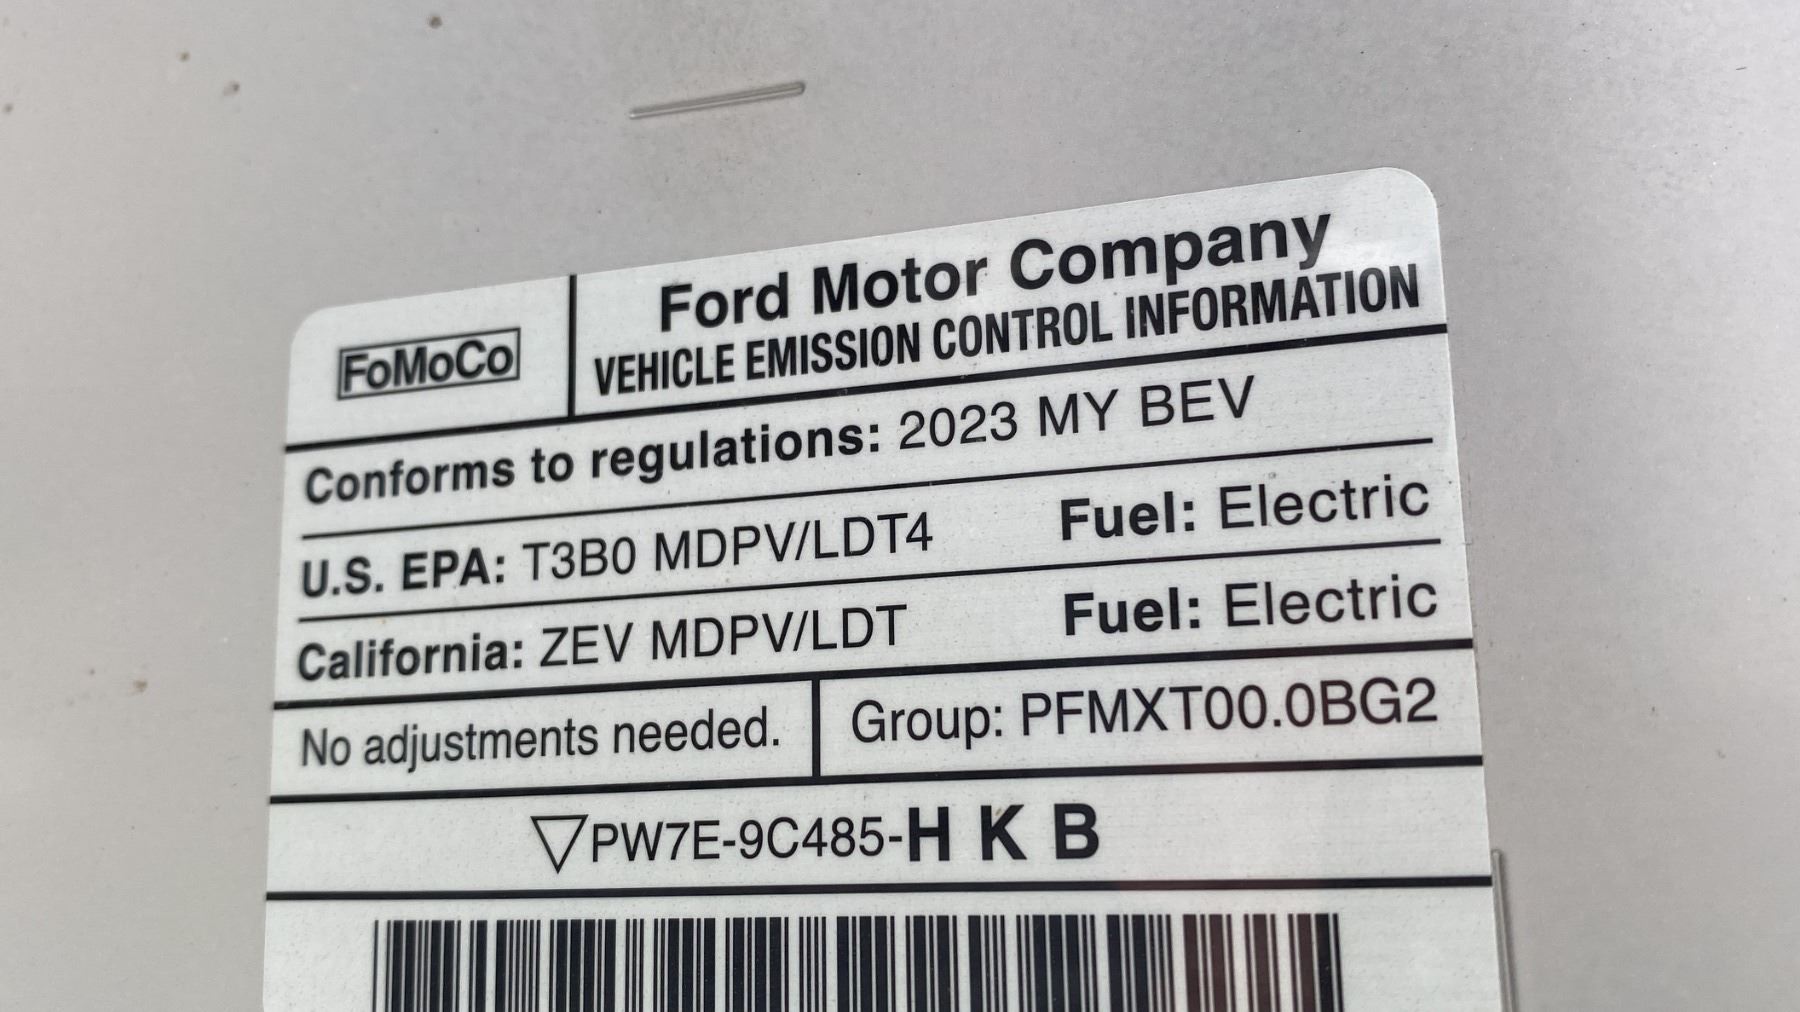 FoMoCo
Ford Motor Company
VEHICLE EMISSION CONTROL INFORMATION
Conforms to regulations: 2023 MY BEV
U.S. EPA: T3B0 MDPV/LDT4 Fuel: Electric
California: ZEV MDPV/LDT Fuel: Electric
No adjustments needed. Group: PFMXT00.0BG2
▽PW7E-9C485-H K B